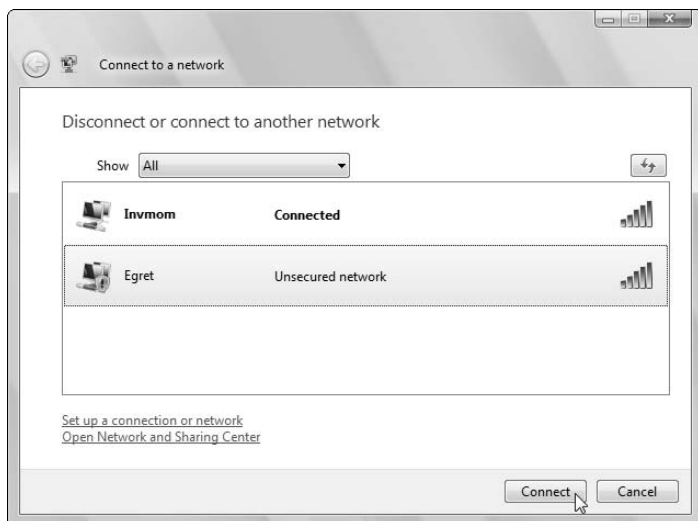 Connect to a network
Disconnect or connect to another network
Show All
Invmom Connected
Egret Unsecured network
Set up a connection or network
Open Network and Sharing Center
Connect Cancel